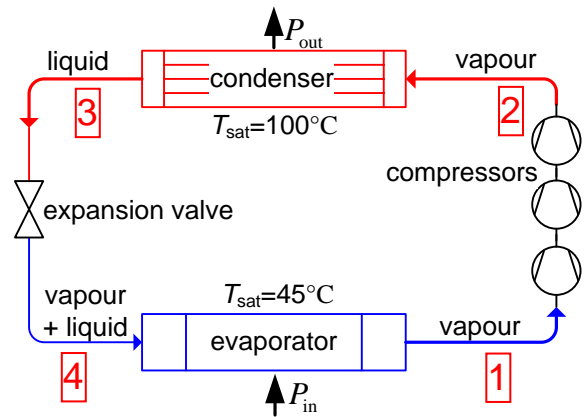 P_out
liquid
condenser
vapour
3
2
T_sat=100°C
compressors
expansion valve
vapour
+ liquid
T_sat=45°C
evaporator
vapour
4
1
P_in